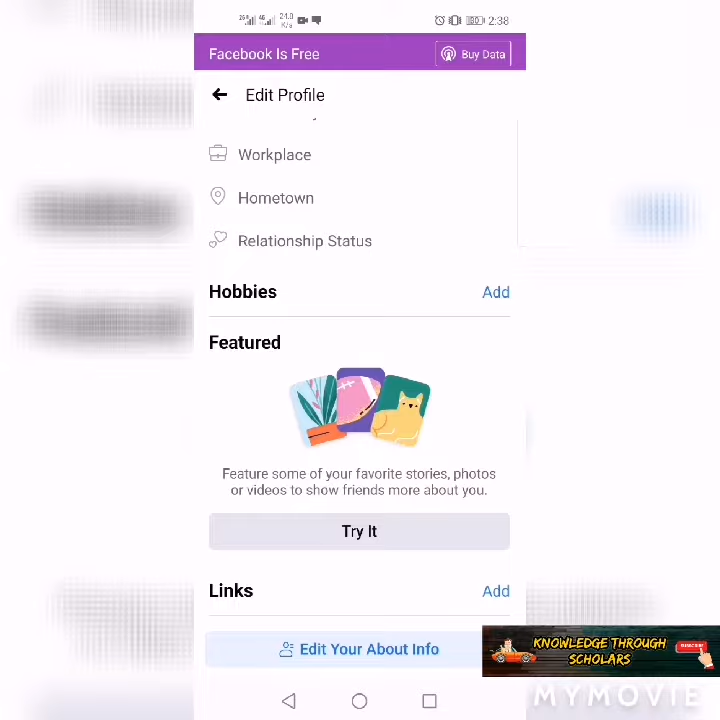 24.0
K/s
2:38
Facebook Is Free
Buy Data
Edit Profile
Workplace
Hometown
Relationship Status
Hobbies
Add
Featured
Feature some of your favorite stories, photos
or videos to show friends more about you.
Try It
Links
Add
Edit Your About Info
KNOWLEDGE THROUGH
SCHOLARS
SUBSCRIBE
MYMOVIE